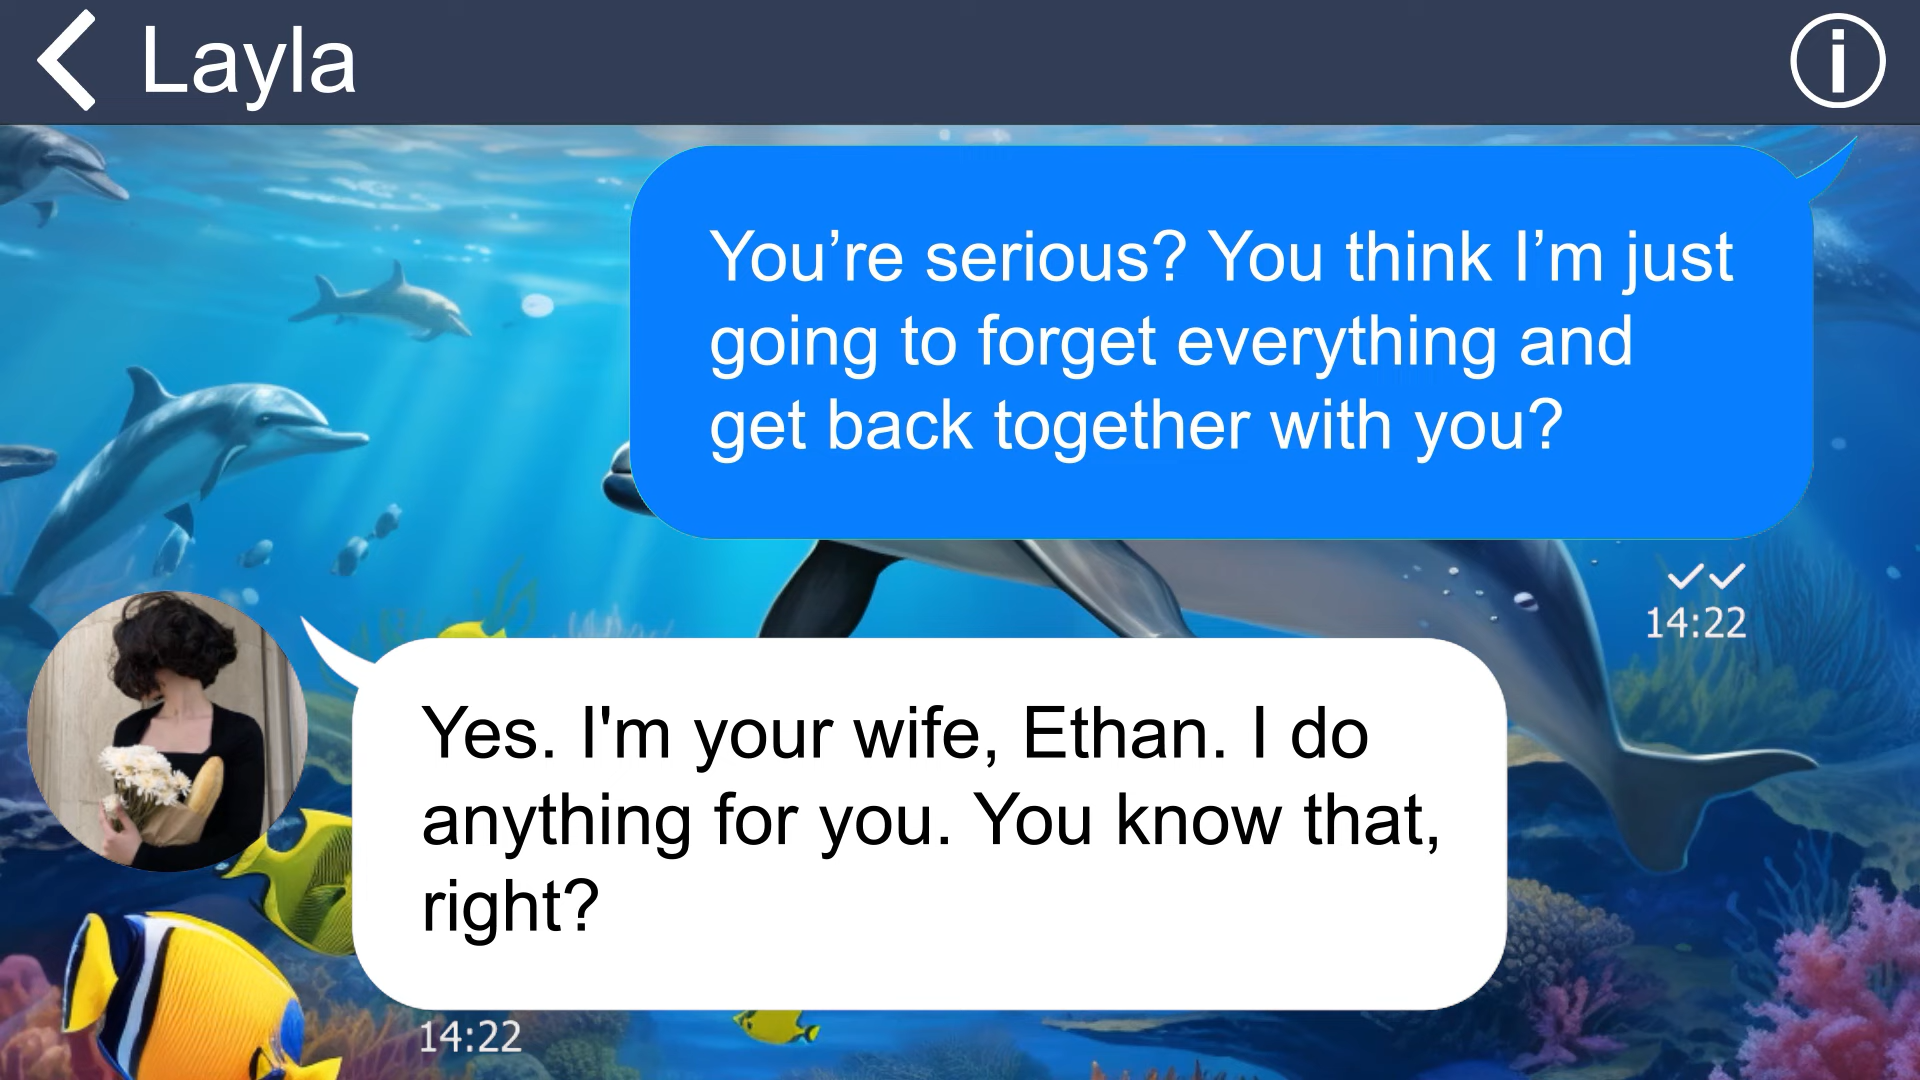 Layla
You’re serious? You think I’m just
going to forget everything and
get back together with you?
14:22
Yes. I'm your wife, Ethan. I do
anything for you. You know that,
right?
14:22